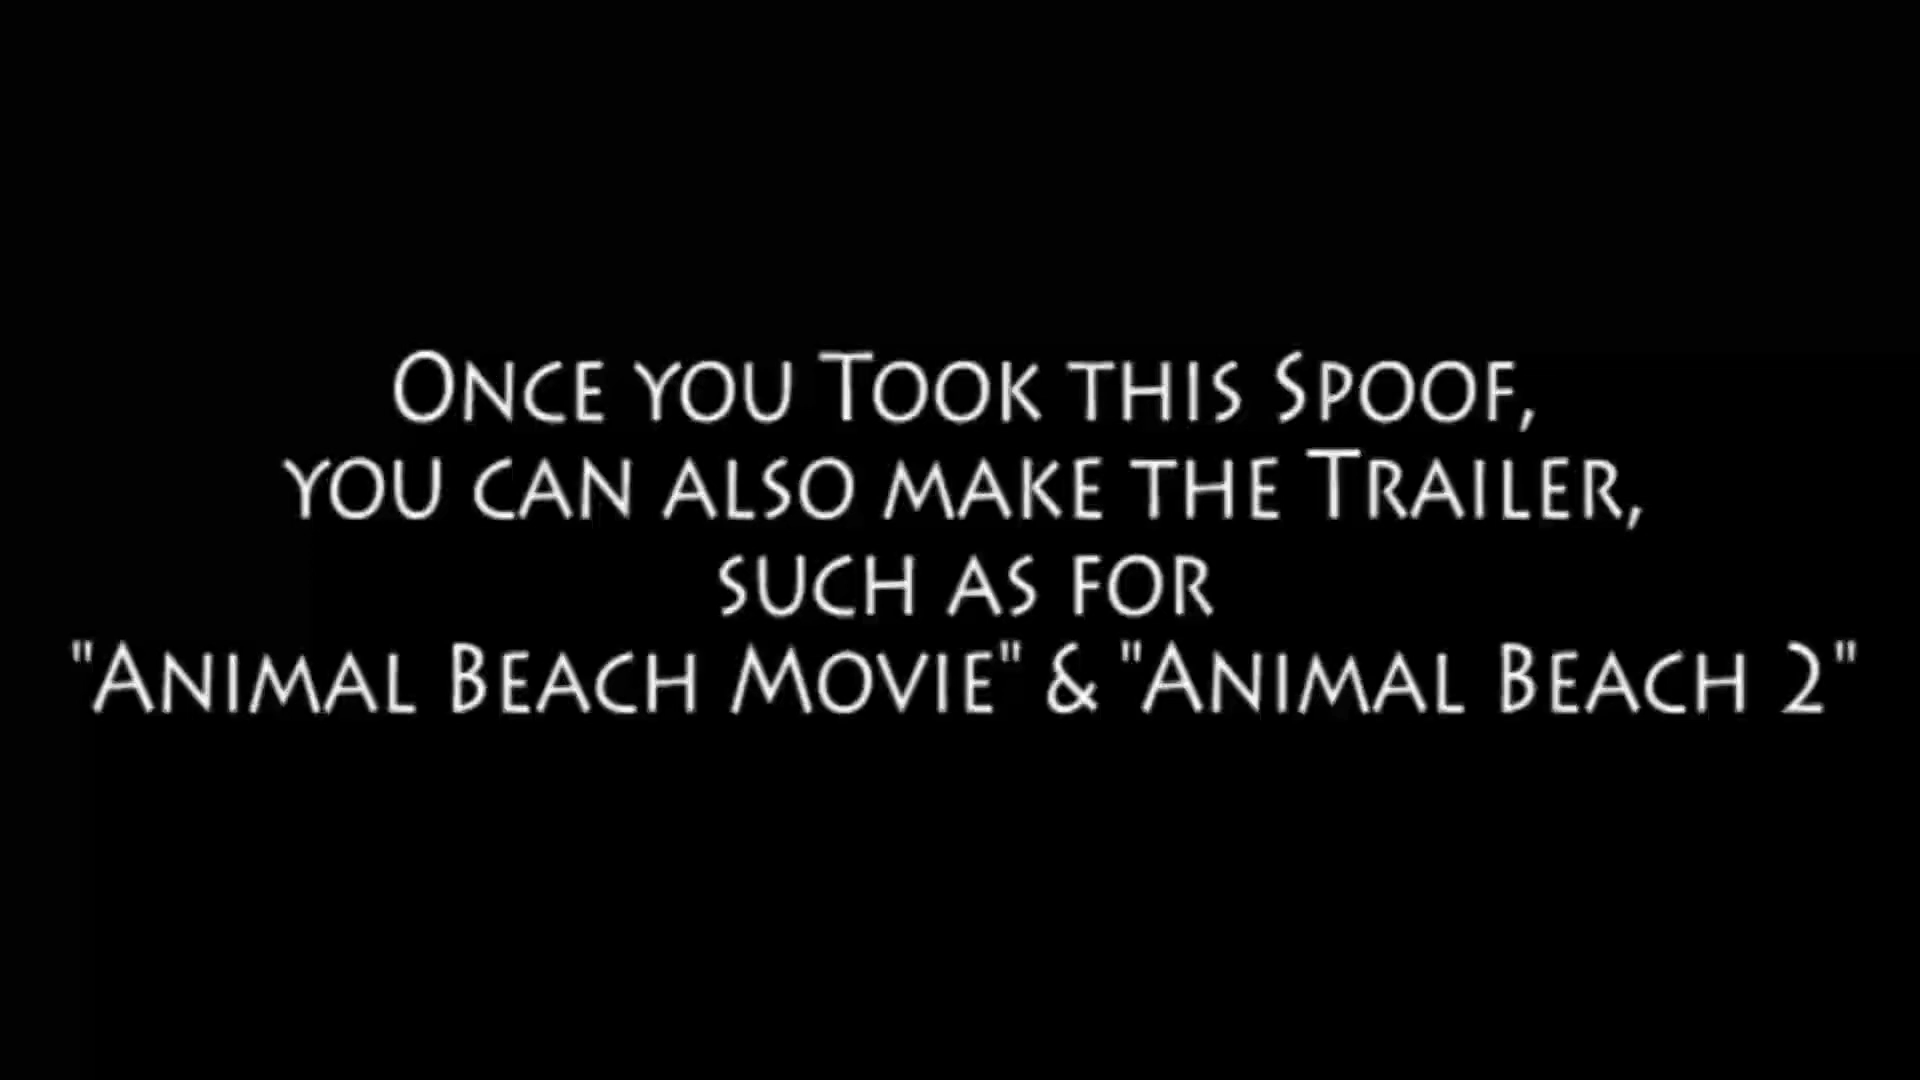 Once you Took this Spoof,
you can also make the Trailer,
such as for
"Animal Beach Movie" & "Animal Beach 2"